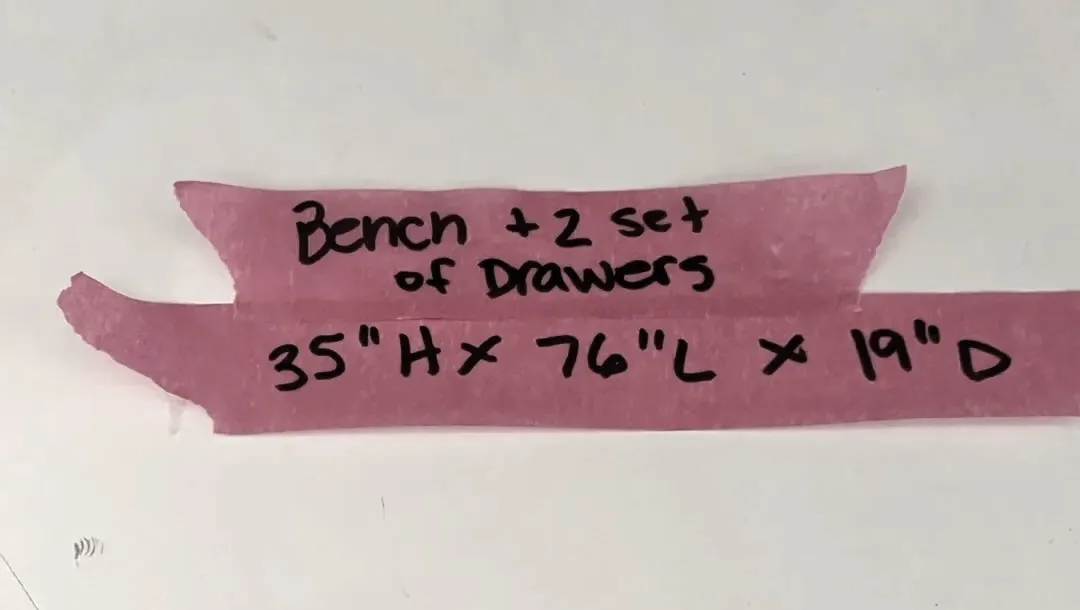 Bench + 2 set
of Drawers
35" H x 76" L x 19" D